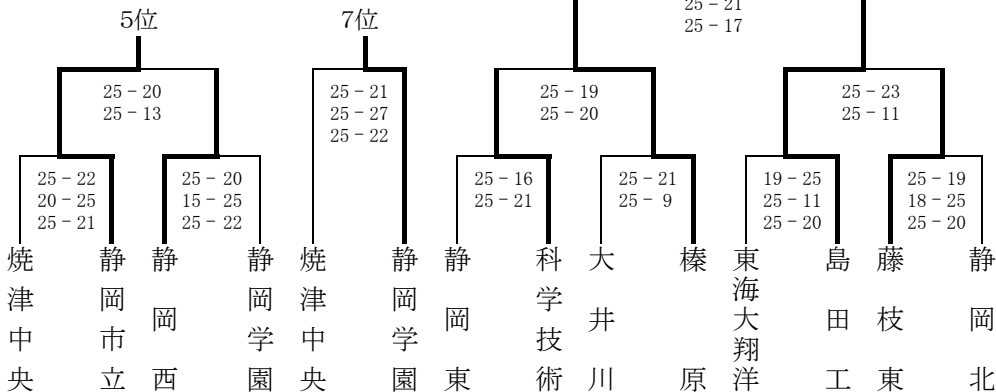 25－21
25－17
5位
7位
25－20
25－13
25－21
25－27
25－22
25－19
25－20
25－23
25－11
25－22
20－25
25－21
25－20
15－25
25－22
25－16
25－21
25－21
25－ 9
19－25
25－11
25－20
25－19
18－25
25－20
焼津中央
静岡市立
静岡西
静岡学園
焼津中央
静岡学園
静岡東
科学技術
大井川
榛原
東海大翔洋
島田工
藤枝東
静岡北